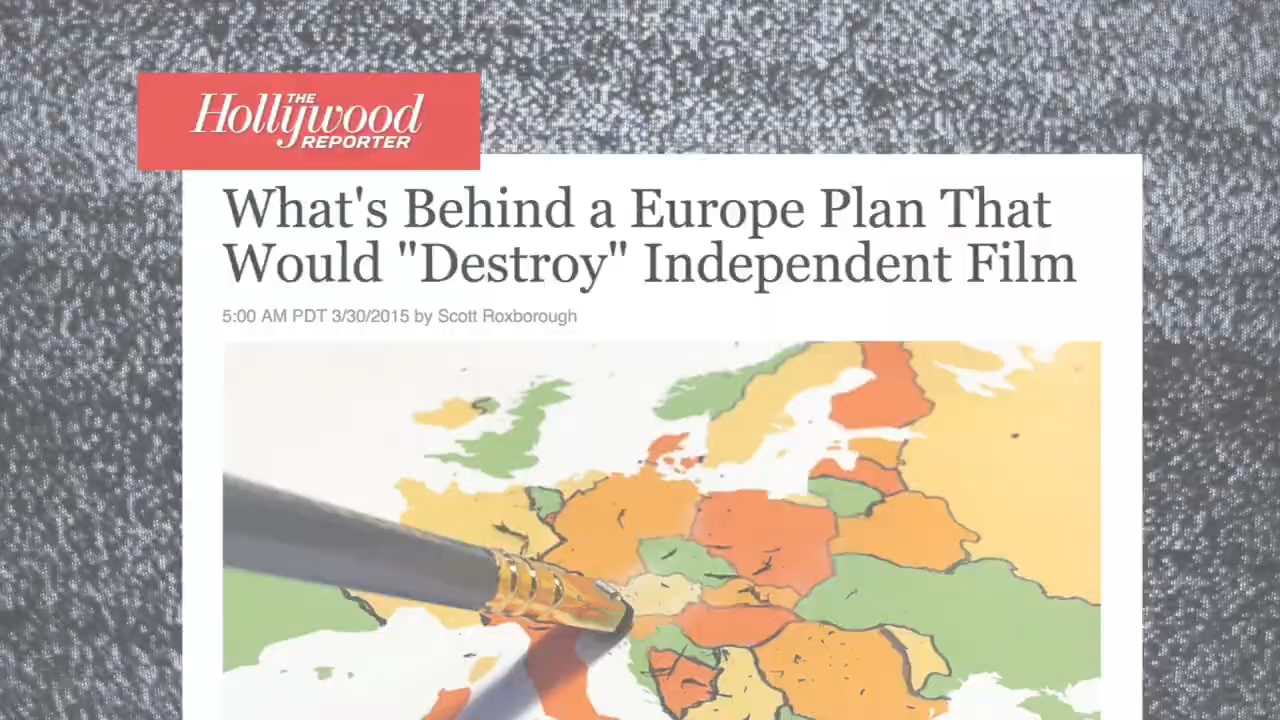 THE
Hollywood
REPORTER
What's Behind a Europe Plan That
Would "Destroy" Independent Film
5:00 AM PDT 3/30/2015 by Scott Roxborough